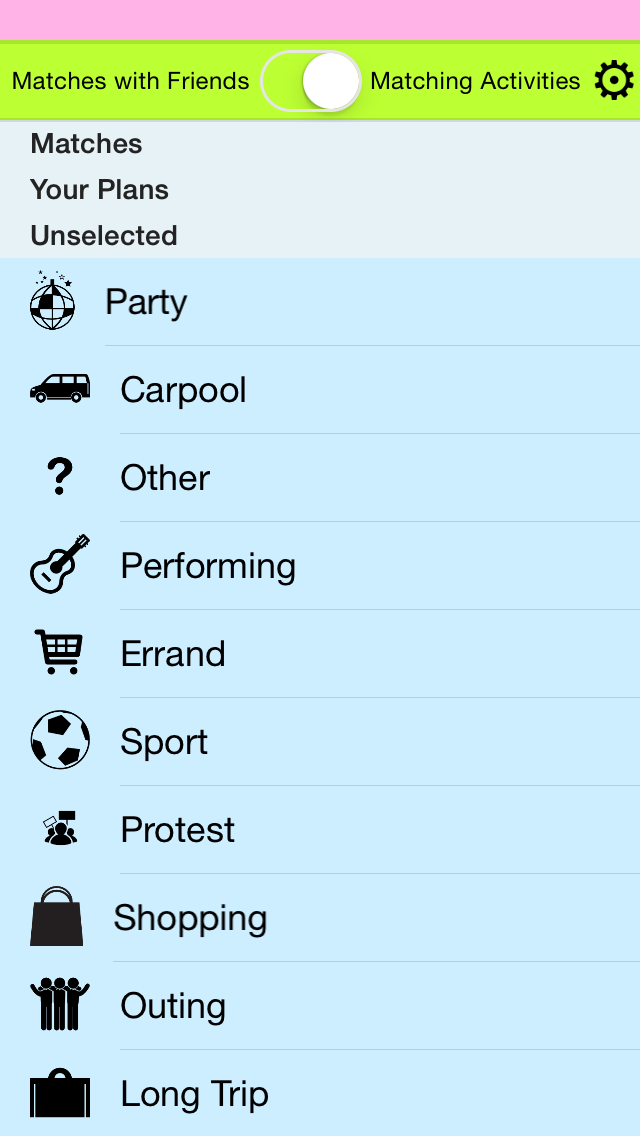 Matches with Friends Matching Activities
Matches
Your Plans
Unselected
Party
Carpool
Other
Performing
Errand
Sport
Protest
Shopping
Outing
Long Trip